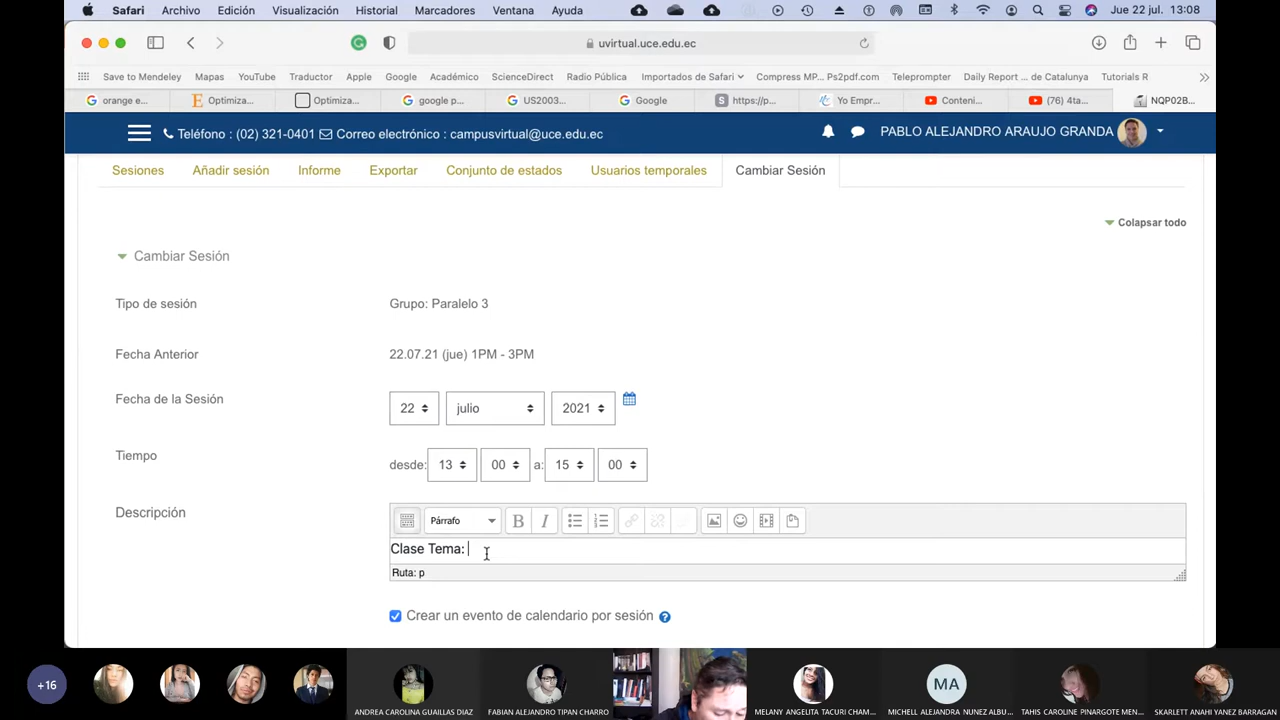 Safari Archivo Edición Visualización Historial Marcadores Ventana Ayuda Jue 22 jul. 13:08
uvirtual.uce.edu.ec
Save to Mendeley Mapas YouTube Traductor Apple Google Académico ScienceDirect Radio Pública Importados de Safari Compress MP... Ps2pdf.com Teleprompter Daily Report ... de Catalunya Tutorials R
orange e... Optimiza... Optimiza... google p... US2003... Google https://p... Yo Empr... Conteni... (76) 4ta... NQP02B...
Teléfono : (02) 321-0401 Correo electrónico : campusvirtual@uce.edu.ec PABLO ALEJANDRO ARAUJO GRANDA
Sesiones Añadir sesión Informe Exportar Conjunto de estados Usuarios temporales Cambiar Sesión
Colapsar todo
Cambiar Sesión
Tipo de sesión Grupo: Paralelo 3
Fecha Anterior 22.07.21 (jue) 1PM - 3PM
Fecha de la Sesión 22 julio 2021
Tiempo desde: 13 00 a: 15 00
Descripción Párrafo B I
Clase Tema:
Ruta: p
Crear un evento de calendario por sesión
+16 MA
ANDREA CAROLINA GUAILLAS DIAZ FABIAN ALEJANDRO TIPAN CHARRO MELANY ANGELITA TACURI CHAM... MICHELL ALEJANDRA NUNEZ ALBU... TAHIS CAROLINE PINARGOTE MEN... SKARLETT ANAHI YANEZ BARRAGAN